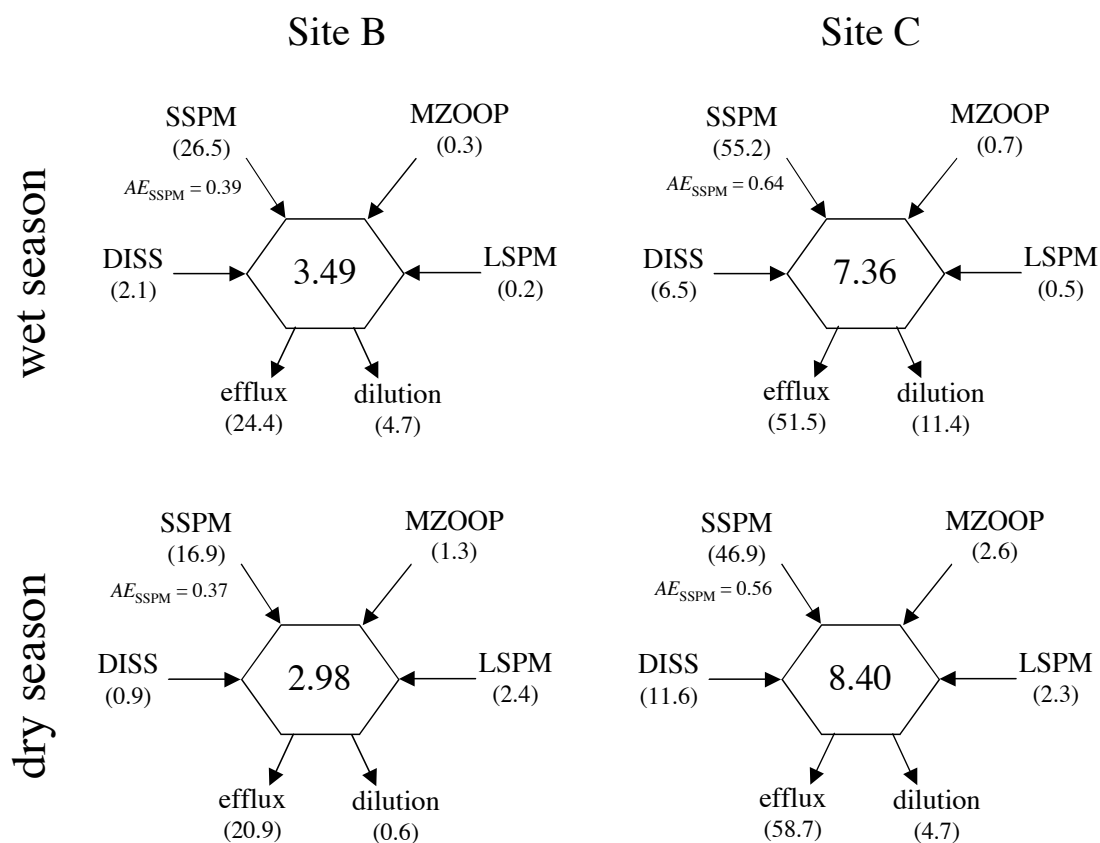 Site B
Site C
wet season
SSPM
(26.5)
MZOOP
(0.3)
AE_SSPM = 0.39
DISS
(2.1)
3.49
LSPM
(0.2)
efflux
(24.4)
dilution
(4.7)
SSPM
(55.2)
MZOOP
(0.7)
AE_SSPM = 0.64
DISS
(6.5)
7.36
LSPM
(0.5)
efflux
(51.5)
dilution
(11.4)
dry season
SSPM
(16.9)
MZOOP
(1.3)
AE_SSPM = 0.37
DISS
(0.9)
2.98
LSPM
(2.4)
efflux
(20.9)
dilution
(0.6)
SSPM
(46.9)
MZOOP
(2.6)
AE_SSPM = 0.56
DISS
(11.6)
8.40
LSPM
(2.3)
efflux
(58.7)
dilution
(4.7)